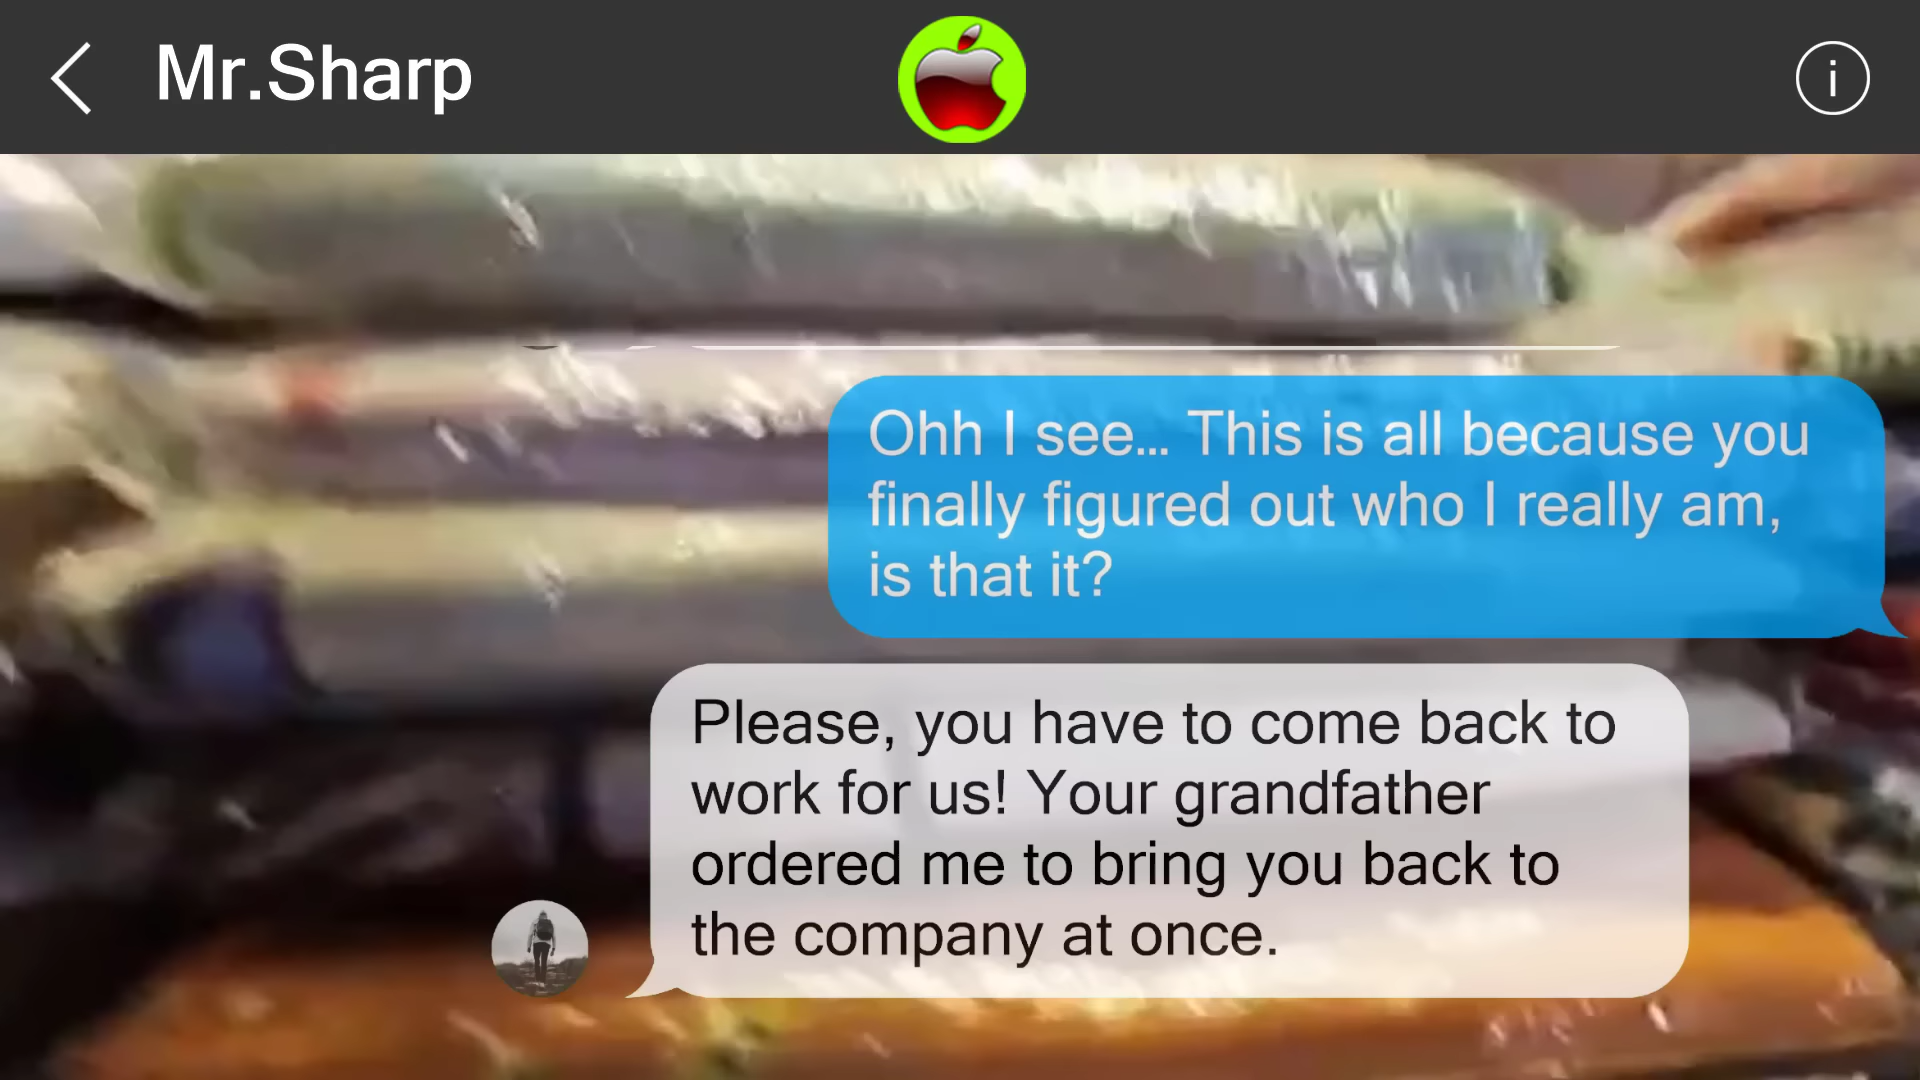 Mr.Sharp
i
Ohh I see... This is all because you
finally figured out who I really am,
is that it?
Please, you have to come back to
work for us! Your grandfather
ordered me to bring you back to
the company at once.